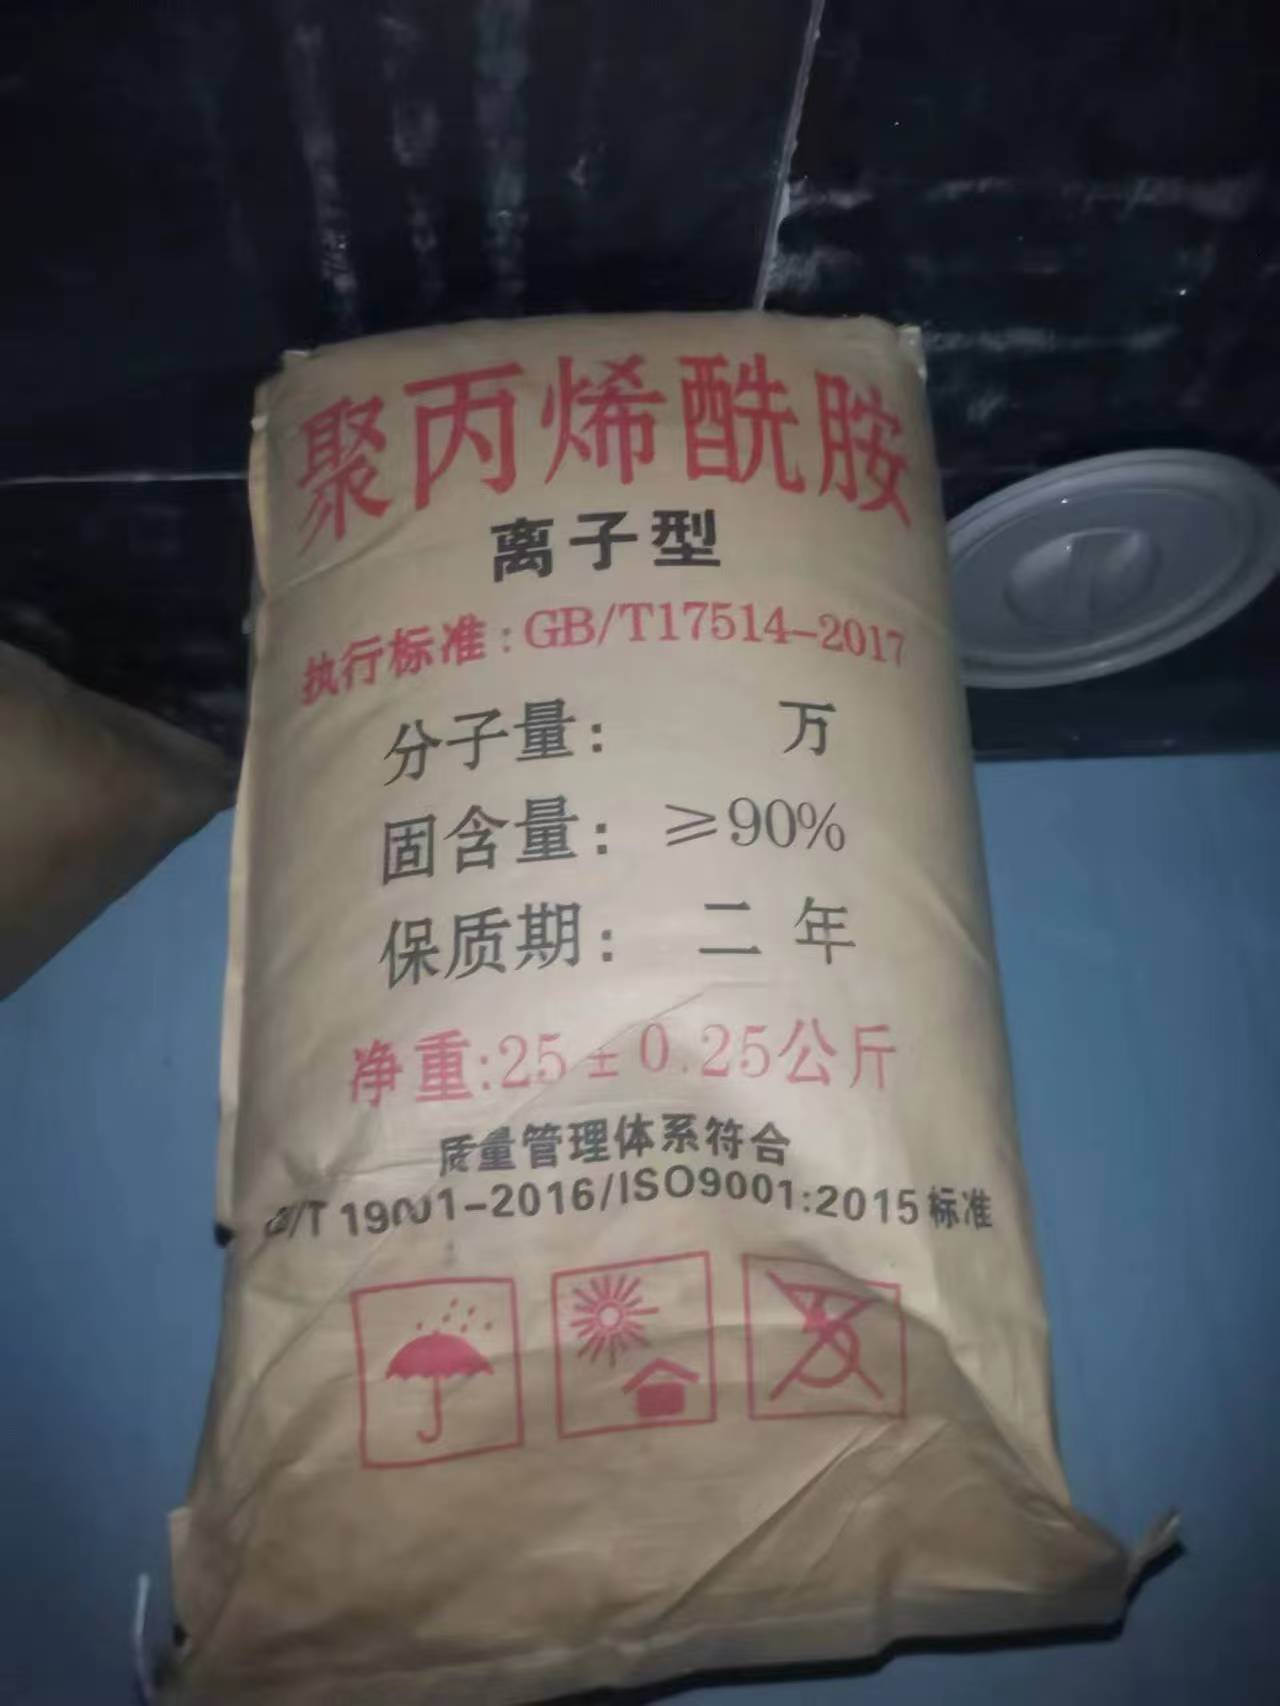 聚丙烯酰胺
离子型
执行标准:GB/T17514-2017
分子量: 万
固含量: ≥90%
保质期: 二年
净重:25±0.25公斤
质量管理体系符合
GB/T 19001-2016/ISO9001:2015标准